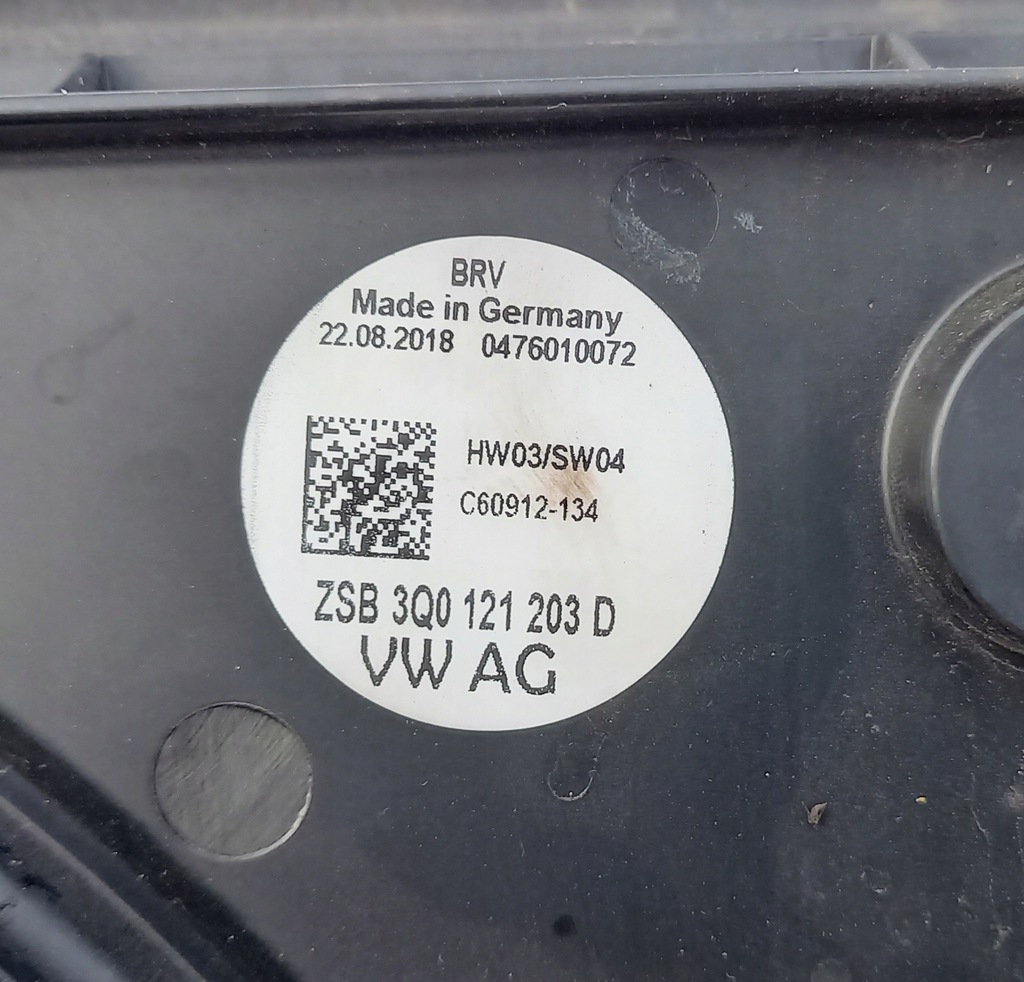 BRV
Made in Germany
22.08.2018 0476010072
HW03/SW04
C60912-134
ZSB 3Q0 121 203 D
VW AG